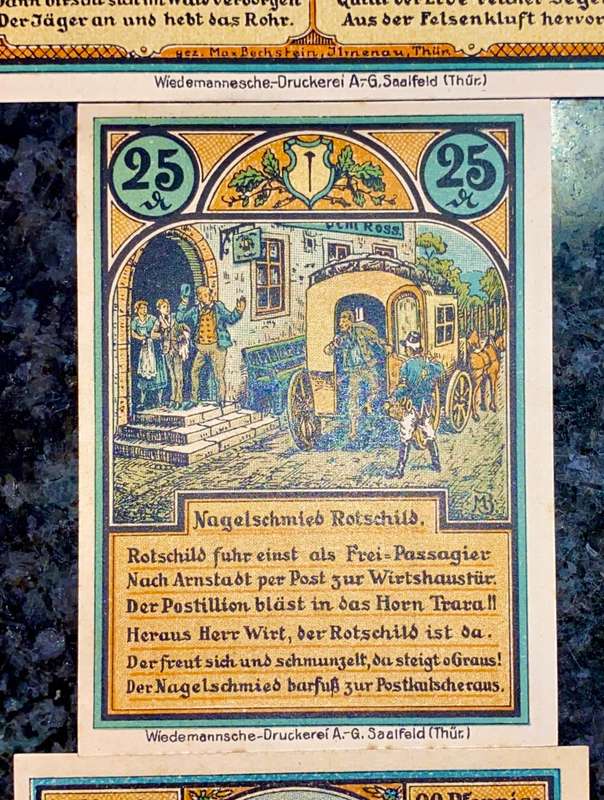 Der Jäger an und hebt das Rohr.
Aus der Felsenkluft hervor
gez. Max Bechstein, Ilmenau, Thür.
Wiedemannesche-Druckerei A-G, Saalfeld (Thür.)
25 ₰
25 ₰
Ross.
Nagelschmied Rotschild.
Rotschild fuhr einst als Frei-Passagier
Nach Arnstadt per Post zur Wirtshaustür.
Der Postillion bläst in das Horn Trara!!
Heraus Herr Wirt, der Rotschild ist da.
Der freut sich und schmunzelt, da steigt o Graus!
Der Nagelschmied barfuß zur Postkutsche raus.
MB
Wiedemannsche-Druckerei A-G. Saalfeld (Thür.)